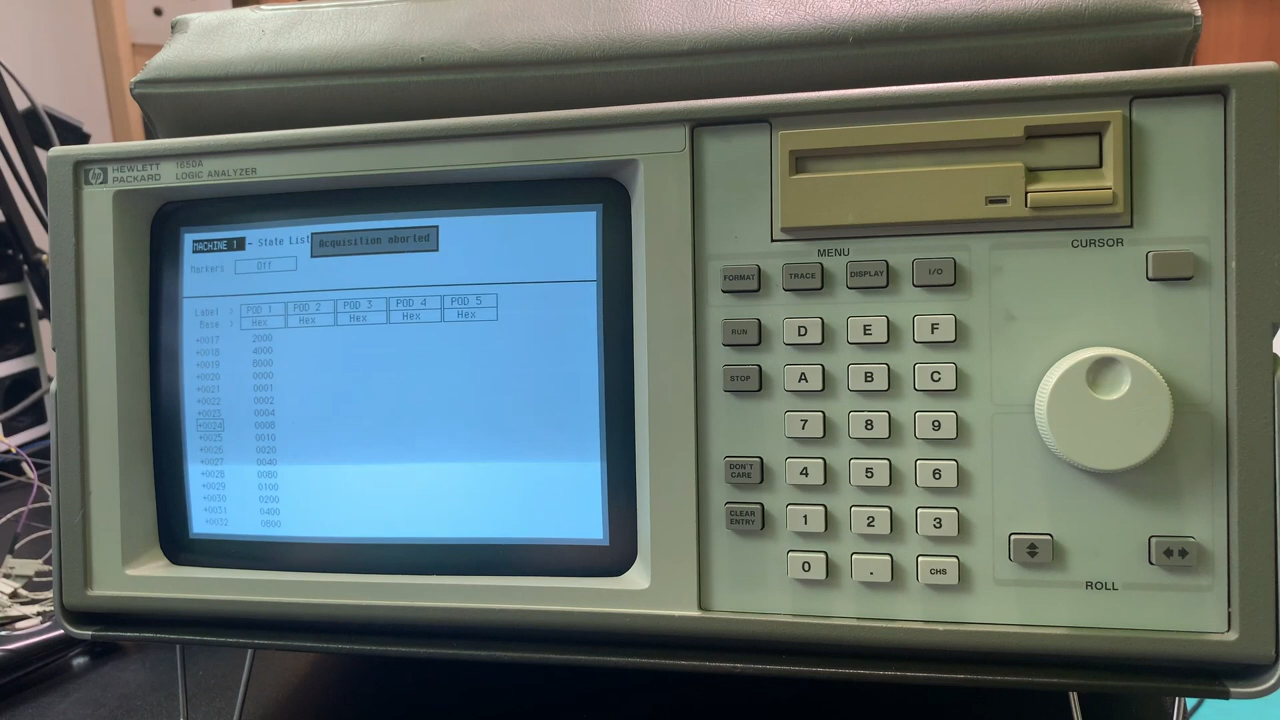 hp HEWLETT PACKARD 1650A LOGIC ANALYZER
MACHINE 1 - State List Acquisition aborted
Markers Off
Label > POD 1 POD 2 POD 3 POD 4 POD 5
Base > Hex Hex Hex Hex Hex
+0017 2000
+0018 4000
+0019 8000
+0020 0000
+0021 0001
+0022 0002
+0023 0004
+0024 0008
+0025 0010
+0026 0020
+0027 0040
+0028 0080
+0029 0100
+0030 0200
+0031 0400
+0032 0800
MENU
FORMAT TRACE DISPLAY I/O
RUN D E F
STOP A B C
7 8 9
DON'T CARE 4 5 6
CLEAR ENTRY 1 2 3
0 . CHS
CURSOR
ROLL